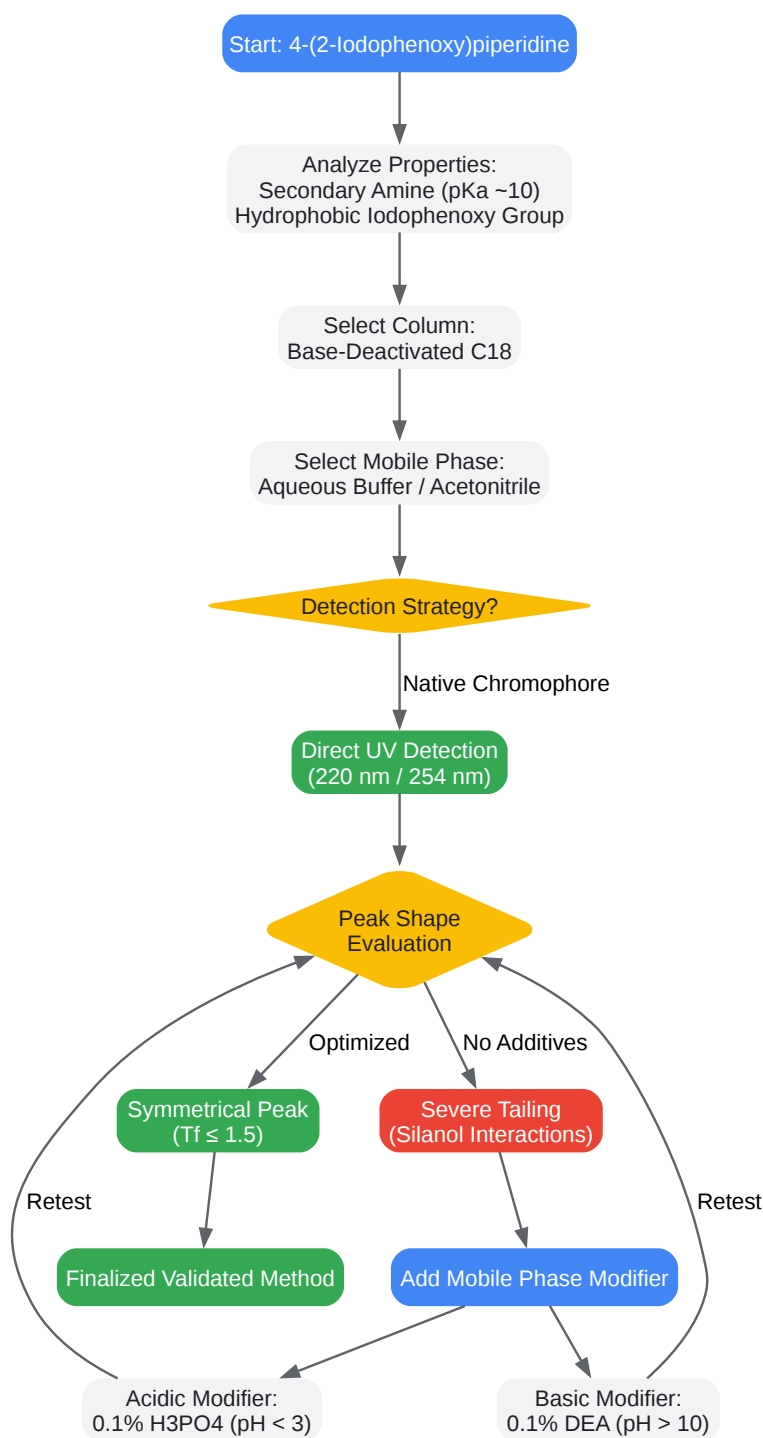 Start: 4-(2-Iodophenoxy)piperidine
Analyze Properties:
Secondary Amine (pKa ~10)
Hydrophobic Iodophenoxy Group
Select Column:
Base-Deactivated C18
Select Mobile Phase:
Aqueous Buffer / Acetonitrile
Detection Strategy?
Native Chromophore
Direct UV Detection
(220 nm / 254 nm)
Peak Shape
Evaluation
Optimized
No Additives
Symmetrical Peak
(Tf ≤ 1.5)
Severe Tailing
(Silanol Interactions)
Retest
Retest
Finalized Validated Method
Add Mobile Phase Modifier
Acidic Modifier:
0.1% H3PO4 (pH < 3)
Basic Modifier:
0.1% DEA (pH > 10)